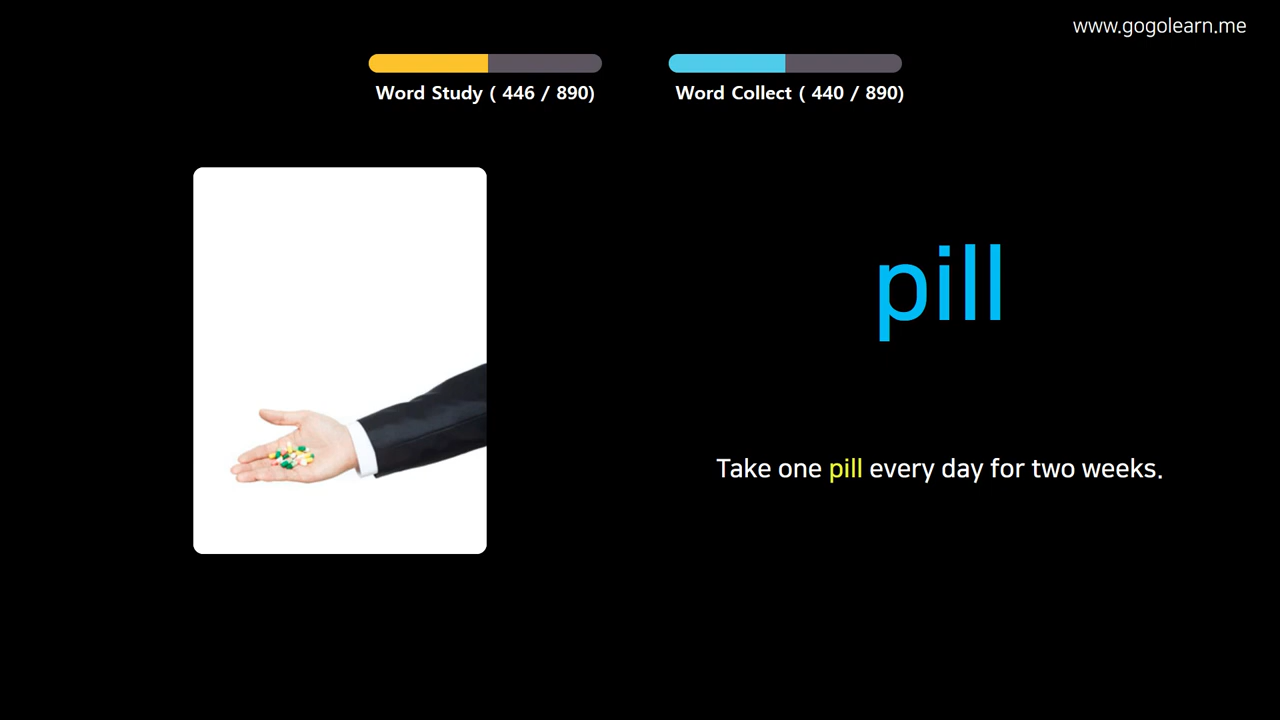 www.gogolearn.me
Word Study ( 446 / 890)
Word Collect ( 440 / 890)
pill
Take one pill every day for two weeks.